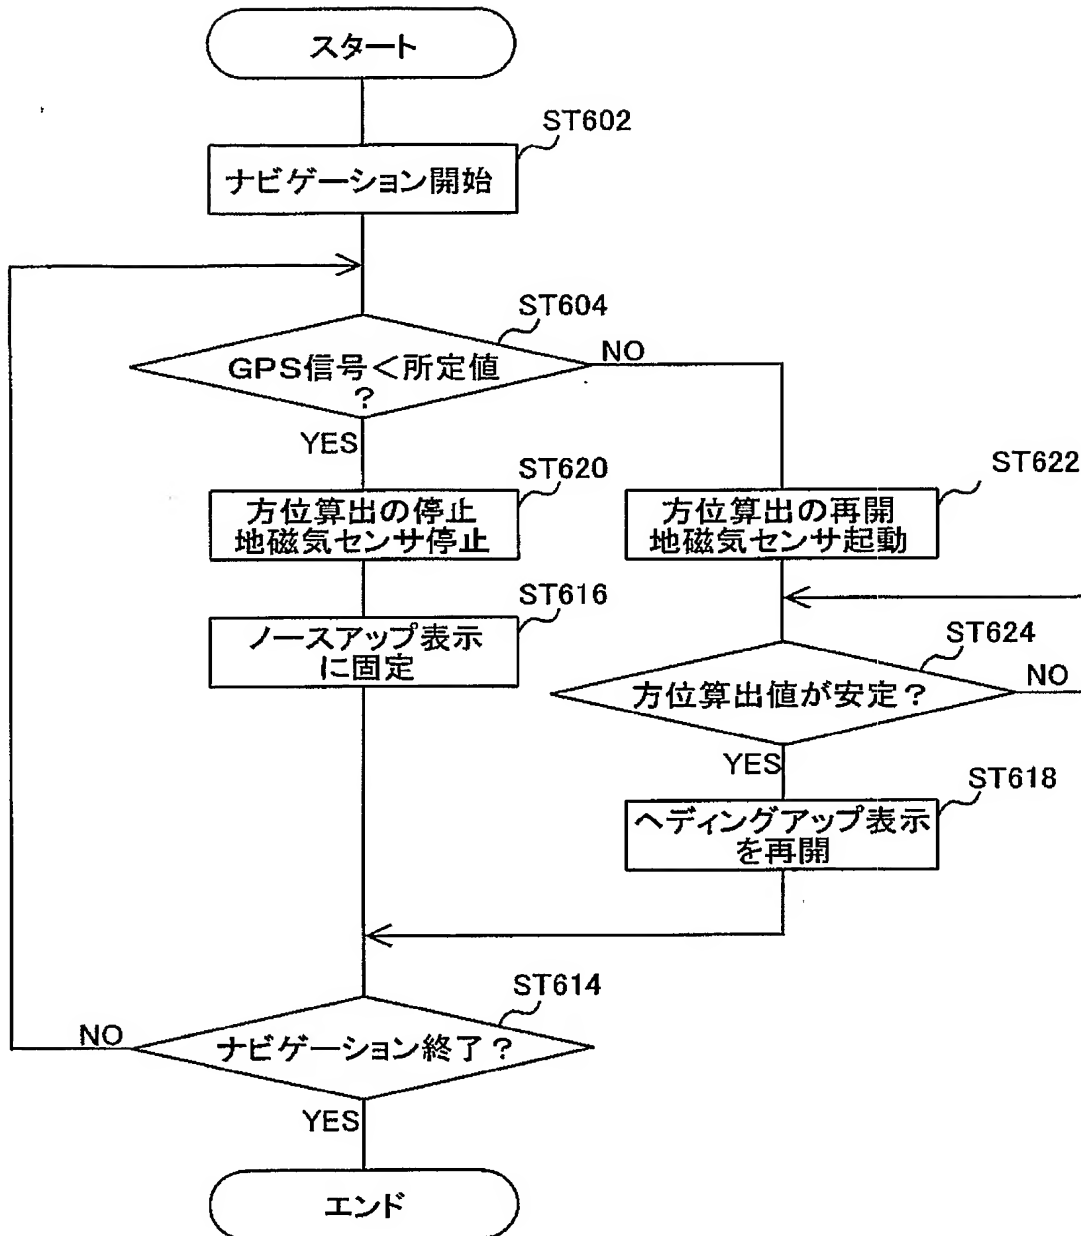 スタート
ST602
ナビゲーション開始
ST604
GPS信号<所定値
?
NO
YES
ST620
方位算出の停止
地磁気センサ停止
ST622
方位算出の再開
地磁気センサ起動
ST616
ノースアップ表示
に固定
ST624
方位算出値が安定?
NO
YES
ST618
ヘディングアップ表示
を再開
ST614
ナビゲーション終了?
NO
YES
エンド